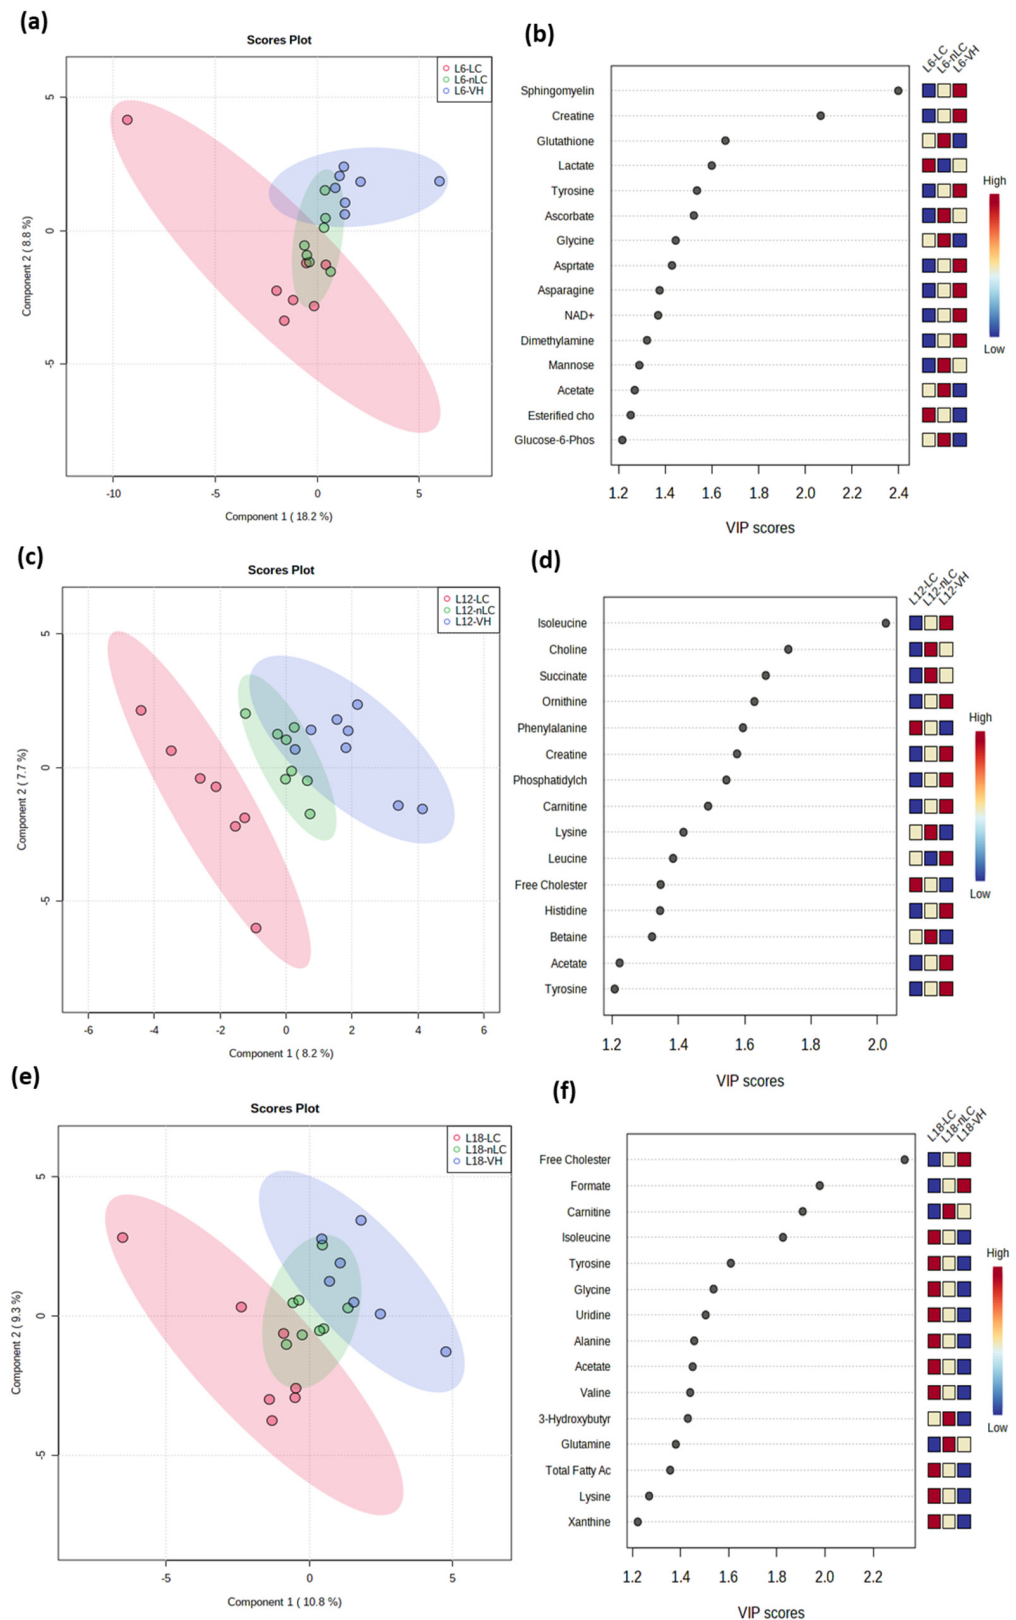 (a)
Scores Plot
L6-LC
L6-nLC
L6-VH
5
0
-5
Component 2 ( 8.8 %)
-10
-5
0
5
Component 1 ( 18.2 %)
(b)
L6-LC
L6-nLC
L6-VH
Sphingomyelin
Creatine
Glutathione
Lactate
Tyrosine
Ascorbate
Glycine
Asprtate
Asparagine
NAD+
Dimethylamine
Mannose
Acetate
Esterified cho
Glucose-6-Phos
High
Low
1.2 1.4 1.6 1.8 2.0 2.2 2.4
VIP scores
(c)
Scores Plot
L12-LC
L12-nLC
L12-VH
5
0
-5
Component 2 ( 7.7 %)
-6 -4 -2 0 2 4 6
Component 1 ( 8.2 %)
(d)
L12-LC
L12-nLC
L12-VH
Isoleucine
Choline
Succinate
Ornithine
Phenylalanine
Creatine
Phosphatidylch
Carnitine
Lysine
Leucine
Free Cholester
Histidine
Betaine
Acetate
Tyrosine
High
Low
1.2 1.4 1.6 1.8 2.0
VIP scores
(e)
Scores Plot
L18-LC
L18-nLC
L18-VH
5
0
-5
Component 2 ( 9.3 %)
-5 0 5
Component 1 ( 10.8 %)
(f)
L18-LC
L18-nLC
L18-VH
Free Cholester
Formate
Carnitine
Isoleucine
Tyrosine
Glycine
Uridine
Alanine
Acetate
Valine
3-Hydroxybutyr
Glutamine
Total Fatty Ac
Lysine
Xanthine
High
Low
1.2 1.4 1.6 1.8 2.0 2.2
VIP scores